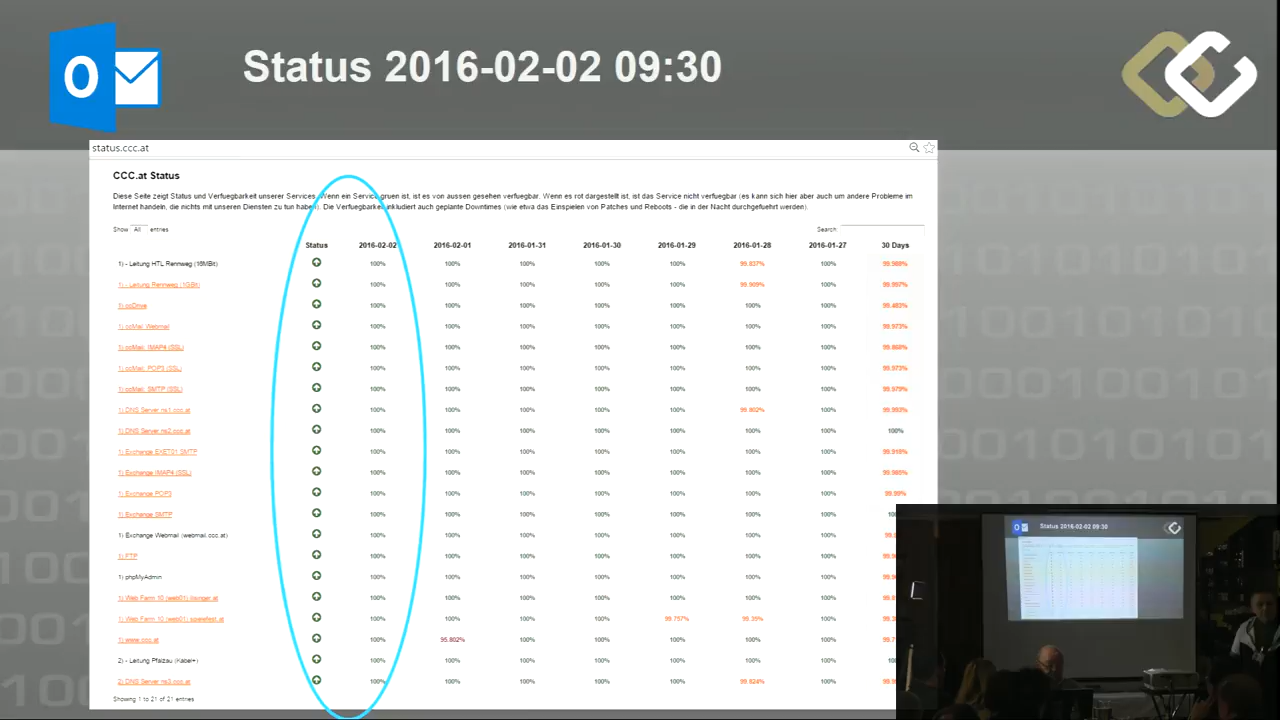 Status 2016-02-02 09:30
status.ccc.at
CCC.at Status
Diese Seite zeigt Status und Verfuegbarkeit unserer Services. Wenn ein Service gruen ist, ist es von aussen gesehen verfuegbar. Wenn es rot dargestellt ist, ist das Service nicht verfuegbar (es kann sich hier aber auch um andere Probleme im
Internet handeln, die nichts mit unseren Diensten zu tun haben). Die Verfuegbarkeit inkludiert auch geplante Downtimes (wie etwa das Einspielen von Patches und Reboots - die in der Nacht durchgefuehrt werden).
Show All entries Search:
Status 2016-02-02 2016-02-01 2016-01-31 2016-01-30 2016-01-29 2016-01-28 2016-01-27 30 Days
1) - Leitung HTL Rennweg (16MBit) 100% 100% 100% 100% 100% 99.837% 100% 99.988%
1) - Leitung Rennweg (1GBit) 100% 100% 100% 100% 100% 99.909% 100% 99.997%
1) ccDrive 100% 100% 100% 100% 100% 100% 100% 99.483%
1) ccMail: Webmail 100% 100% 100% 100% 100% 100% 100% 98.973%
1) ccMail: IMAP4 (SSL) 100% 100% 100% 100% 100% 100% 100%
1) ccMail: POP3 (SSL) 100% 100% 100% 100% 100% 100% 100% 99.973%
1) ccMail: SMTP (SSL) 100% 100% 100% 100% 100% 100% 100% 99.979%
1) DNS Server ns1.ccc.at 100% 100% 100% 100% 100% 99.802% 100% 99.993%
1) DNS Server ns2.ccc.at 100% 100% 100% 100% 100% 100% 100% 100%
1) Exchange EXET01 SMTP 100% 100% 100% 100% 100% 100% 100% 99.918%
1) Exchange IMAP4 (SSL) 100% 100% 100% 100% 100% 100% 100% 99.985%
1) Exchange POP3 100% 100% 100% 100% 100% 100% 100% 99.99%
1) Exchange SMTP 100% 100% 100% 100% 100% 100% 100%
1) Exchange Webmail (webmail.ccc.at) 100% 100% 100% 100% 100% 100% 100%
1) FTP 100% 100% 100% 100% 100% 100% 100%
1) phpMyAdmin 100% 100% 100% 100% 100% 100% 100%
1) Web Farm 10 (web01) lisinger.at 100% 100% 100% 100% 100% 100% 100%
1) Web Farm 10 (web01) spielefest.at 100% 100% 100% 100% 99.757% 99.39% 100%
1) www.ccc.at 100% 95.802% 100% 100% 100% 100% 100%
2) - Leitung Pfalzau (Kabel+) 100% 100% 100% 100% 100% 100% 100%
2) DNS Server ns3.ccc.at 100% 100% 100% 100% 100% 99.824% 100%
Showing 1 to 21 of 21 entries
Status 2016-02-02 09:30